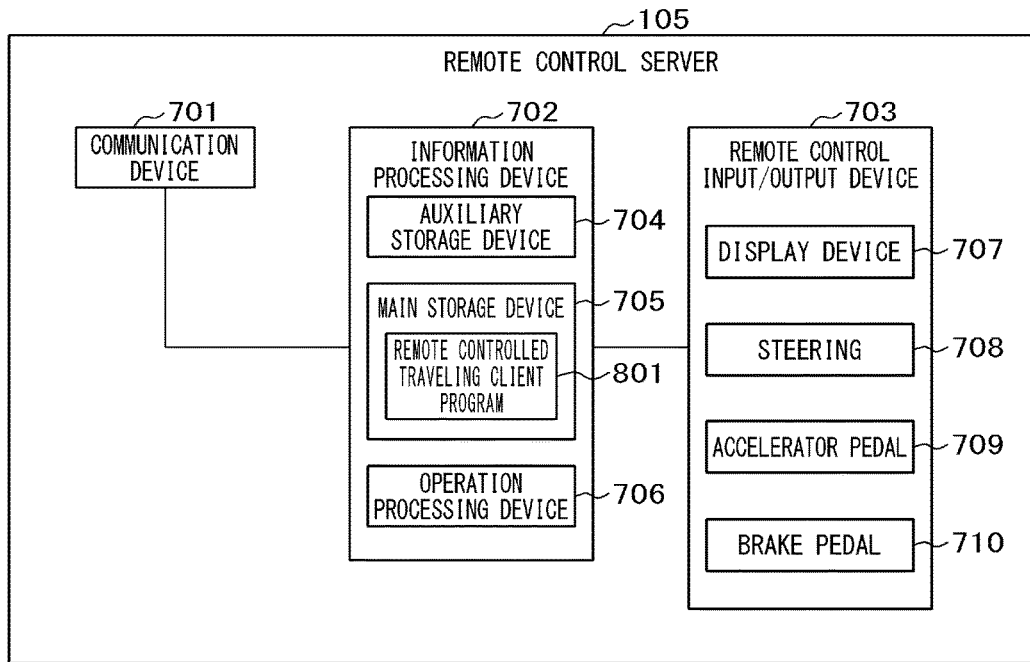 105
REMOTE CONTROL SERVER
701
COMMUNICATION
DEVICE
702
INFORMATION
PROCESSING DEVICE
AUXILIARY
STORAGE DEVICE
704
MAIN STORAGE DEVICE
705
REMOTE CONTROLLED
TRAVELING CLIENT
PROGRAM
801
OPERATION
PROCESSING DEVICE
706
703
REMOTE CONTROL
INPUT/OUTPUT DEVICE
DISPLAY DEVICE
707
STEERING
708
ACCELERATOR PEDAL
709
BRAKE PEDAL
710